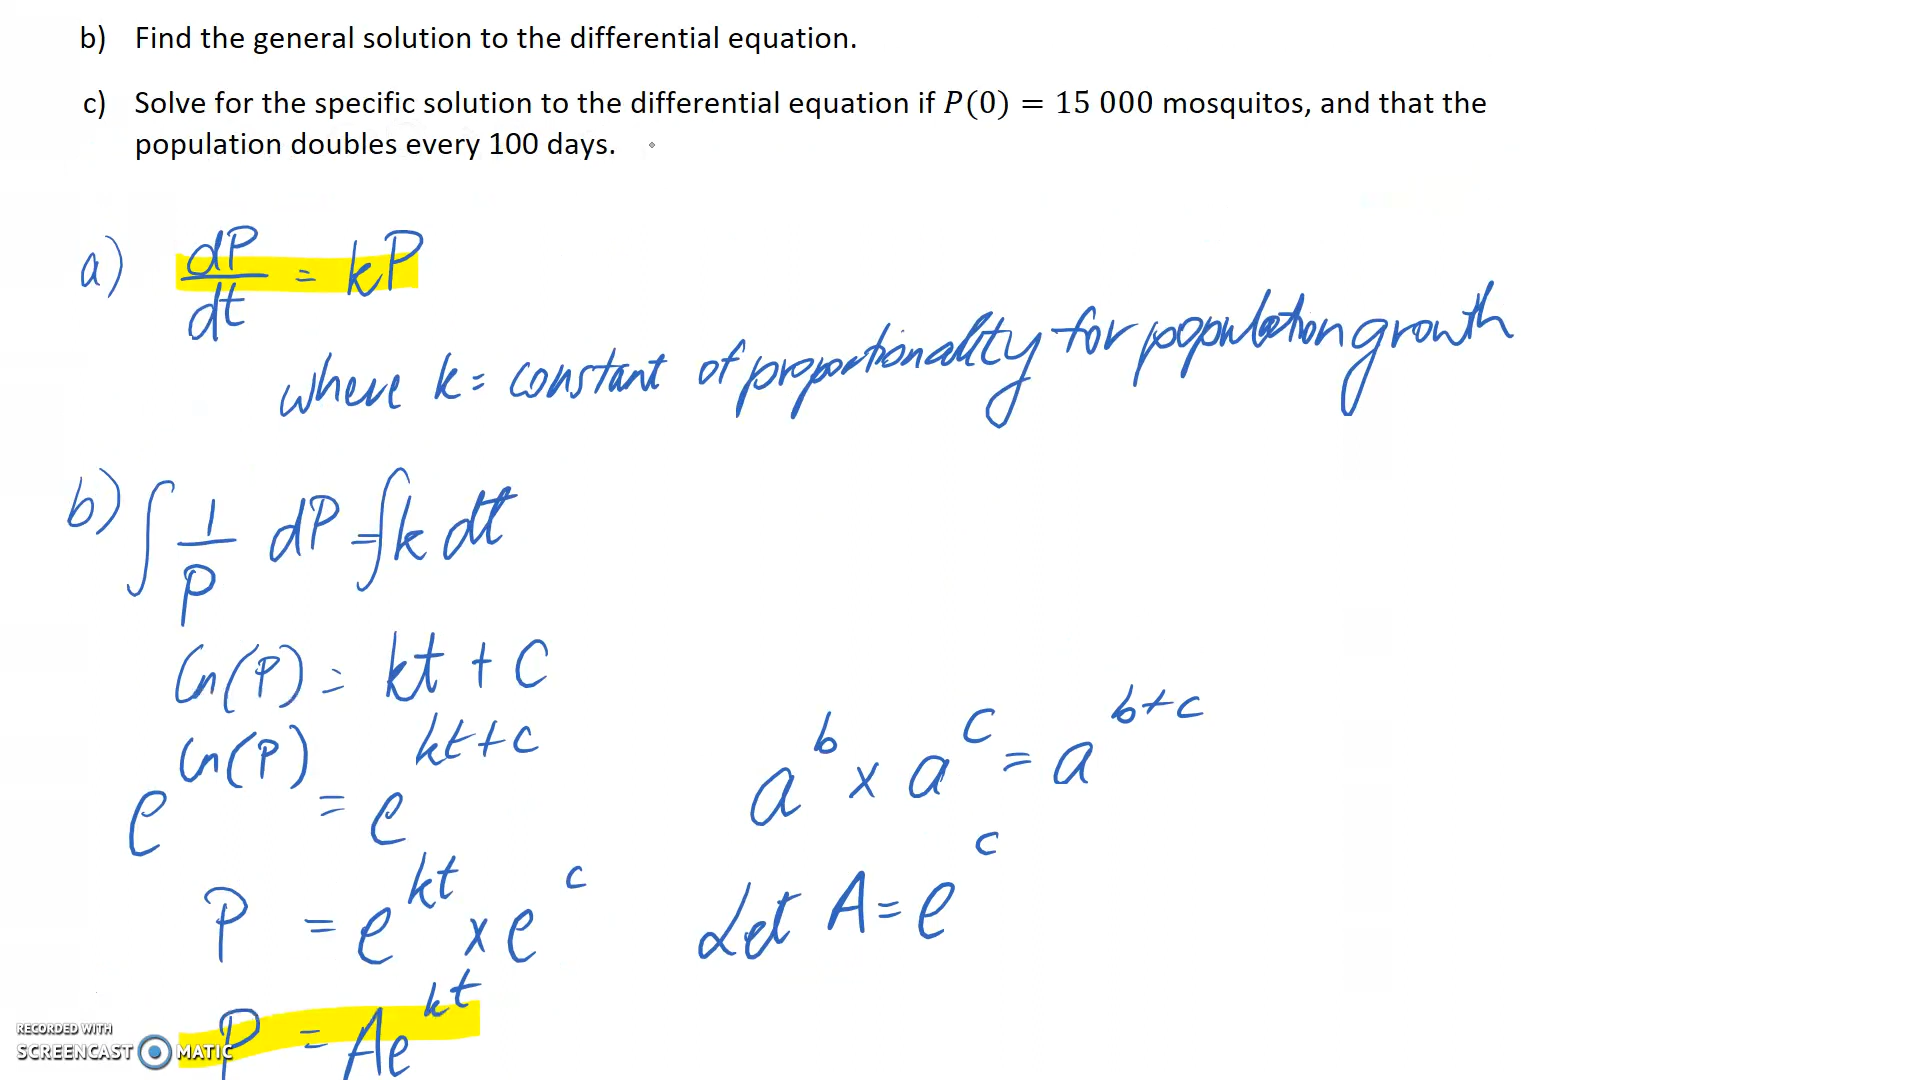 b) Find the general solution to the differential equation.
c) Solve for the specific solution to the differential equation if P(0) = 15 000 mosquitos, and that the
population doubles every 100 days.
a) dP/dt = kP
where k = constant of proportionality for population growth
b) ∫ 1/P dP = ∫ k dt
ln(P) = kt + C
e^(ln(P)) = e^(kt+c)
a^b × a^c = a^(b+c)
P = e^(kt) × e^c
Let A = e^c
P = Ae^(kt)
RECORDED WITH
SCREENCAST MATIC